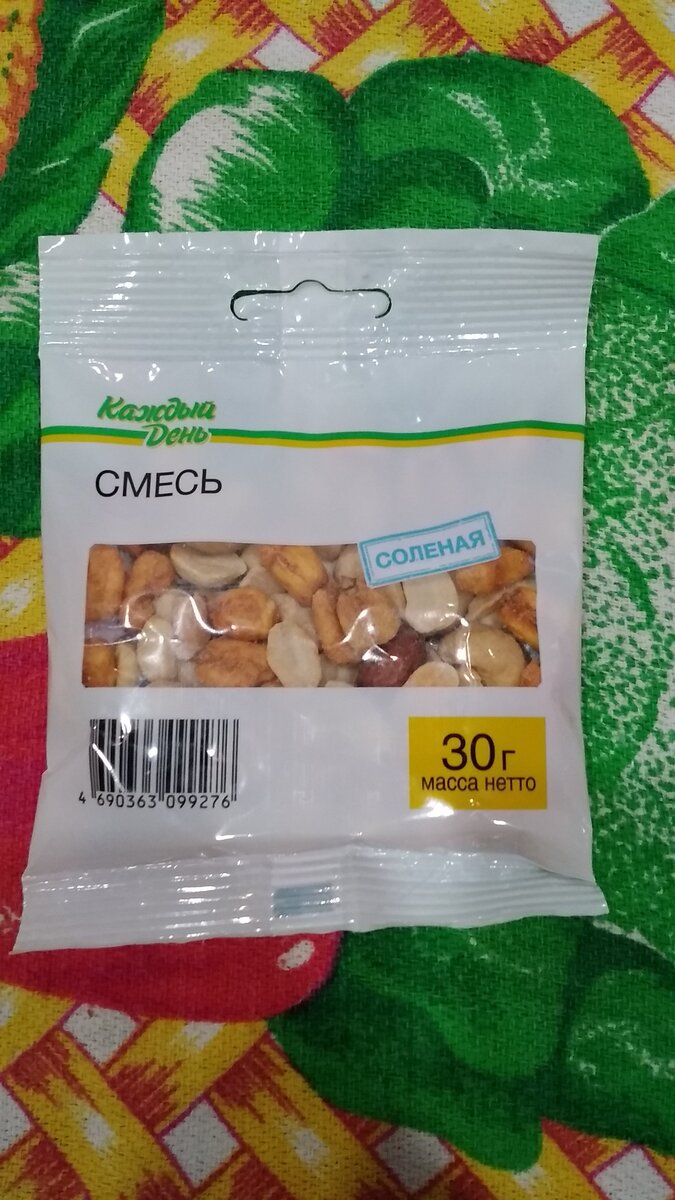 Каждый
День
СМЕСЬ
СОЛЕНАЯ
30г
масса нетто
4 690363 099276